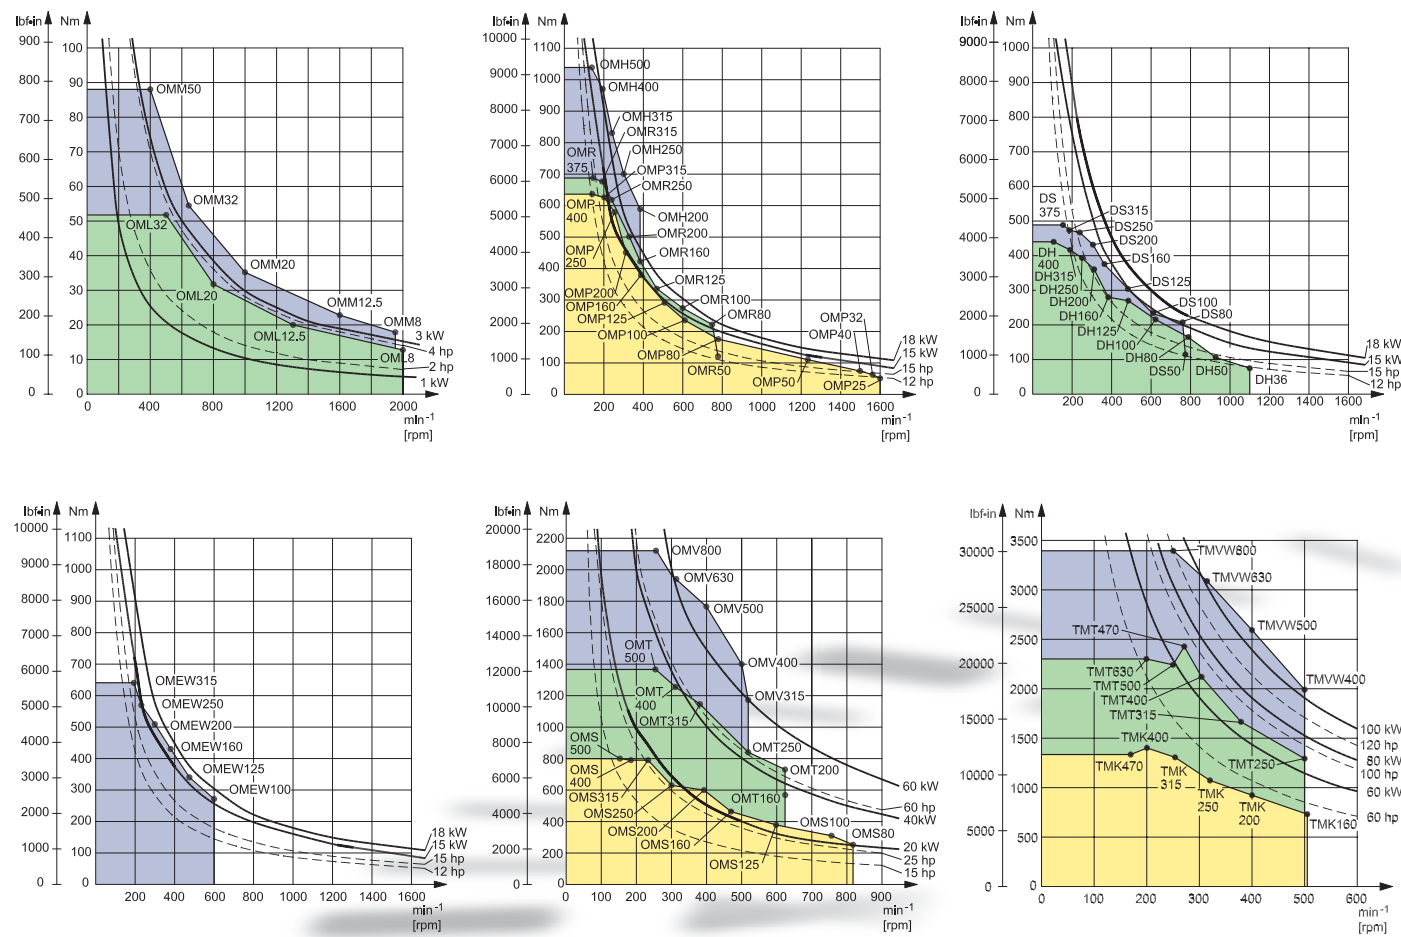 lbf•in Nm
900
800
700
600
500
400
300
200
100
0
100
90
80
70
60
50
40
30
20
10
0
OMM50
OMM32
OML32
OMM20
OML20
OMM12.5
OML12.5
OMM8
OML8
3 kW
4 hp
2 hp
1 kW
0 400 800 1200 1600 2000
min-1
[rpm]
lbf•in Nm
10000
9000
8000
7000
6000
5000
4000
3000
2000
1000
0
1100
1000
900
800
700
600
500
400
300
200
100
0
OMH500
OMH400
OMH315
OMR315
OMR
375
OMH250
OMP315
OMR250
OMP
400
OMH200
OMR200
OMP
250
OMR160
OMP200
OMP160
OMR125
OMP125
OMR100
OMP100
OMR80
OMP32
OMP40
OMP80
OMR50
OMP50
OMP25
18 kW
15 kW
15 hp
12 hp
200 400 600 800 1000 1200 1400 1600
min-1
[rpm]
lbf•in Nm
9000
8000
7000
6000
5000
4000
3000
2000
1000
0
1000
900
800
700
600
500
400
300
200
100
0
DS
375
DS315
DS250
DS200
DH
400
DS160
DH315
DH250
DS125
DH200
DH160
DS100
DS80
DH125
DH100
DH80
DS50
DH50
DH36
18 kW
15 kW
15 hp
12 hp
200 400 600 800 1000 1200 1400 1600
min-1
[rpm]
lbf•in Nm
10000
9000
8000
7000
6000
5000
4000
3000
2000
1000
0
1100
1000
900
800
700
600
500
400
300
200
100
0
OMEW315
OMEW250
OMEW200
OMEW160
OMEW125
OMEW100
18 kW
15 kW
15 hp
12 hp
200 400 600 800 1000 1200 1400 1600
min-1
[rpm]
lbf•in Nm
20000
18000
16000
14000
12000
10000
8000
6000
4000
2000
0
2200
2000
1800
1600
1400
1200
1000
800
600
400
200
0
OMV800
OMV630
OMV500
OMT
500
OMV400
OMT
400
OMV315
OMT315
OMS
500
OMT250
OMS
400
OMT200
OMS315
OMT160
OMS250
OMS200
OMS100
OMS160
OMS80
OMS125
60 kW
60 hp
40kW
20 kW
25 hp
15 hp
0 100 200 300 400 500 600 700 800 900
min-1
[rpm]
lbf•in Nm
30000
25000
20000
15000
10000
5000
0
3500
3000
2500
2000
1500
1000
500
0
TMVW800
TMVW630
TMVW500
TMT470
TMT630
TMT500
TMVW400
TMT400
TMT315
TMK400
TMT250
TMK470
TMK
315
TMK
250
TMK
200
TMK160
100 kW
120 hp
80 kW
100 hp
60 kW
60 hp
0 100 200 300 400 500 600
min-1
[rpm]